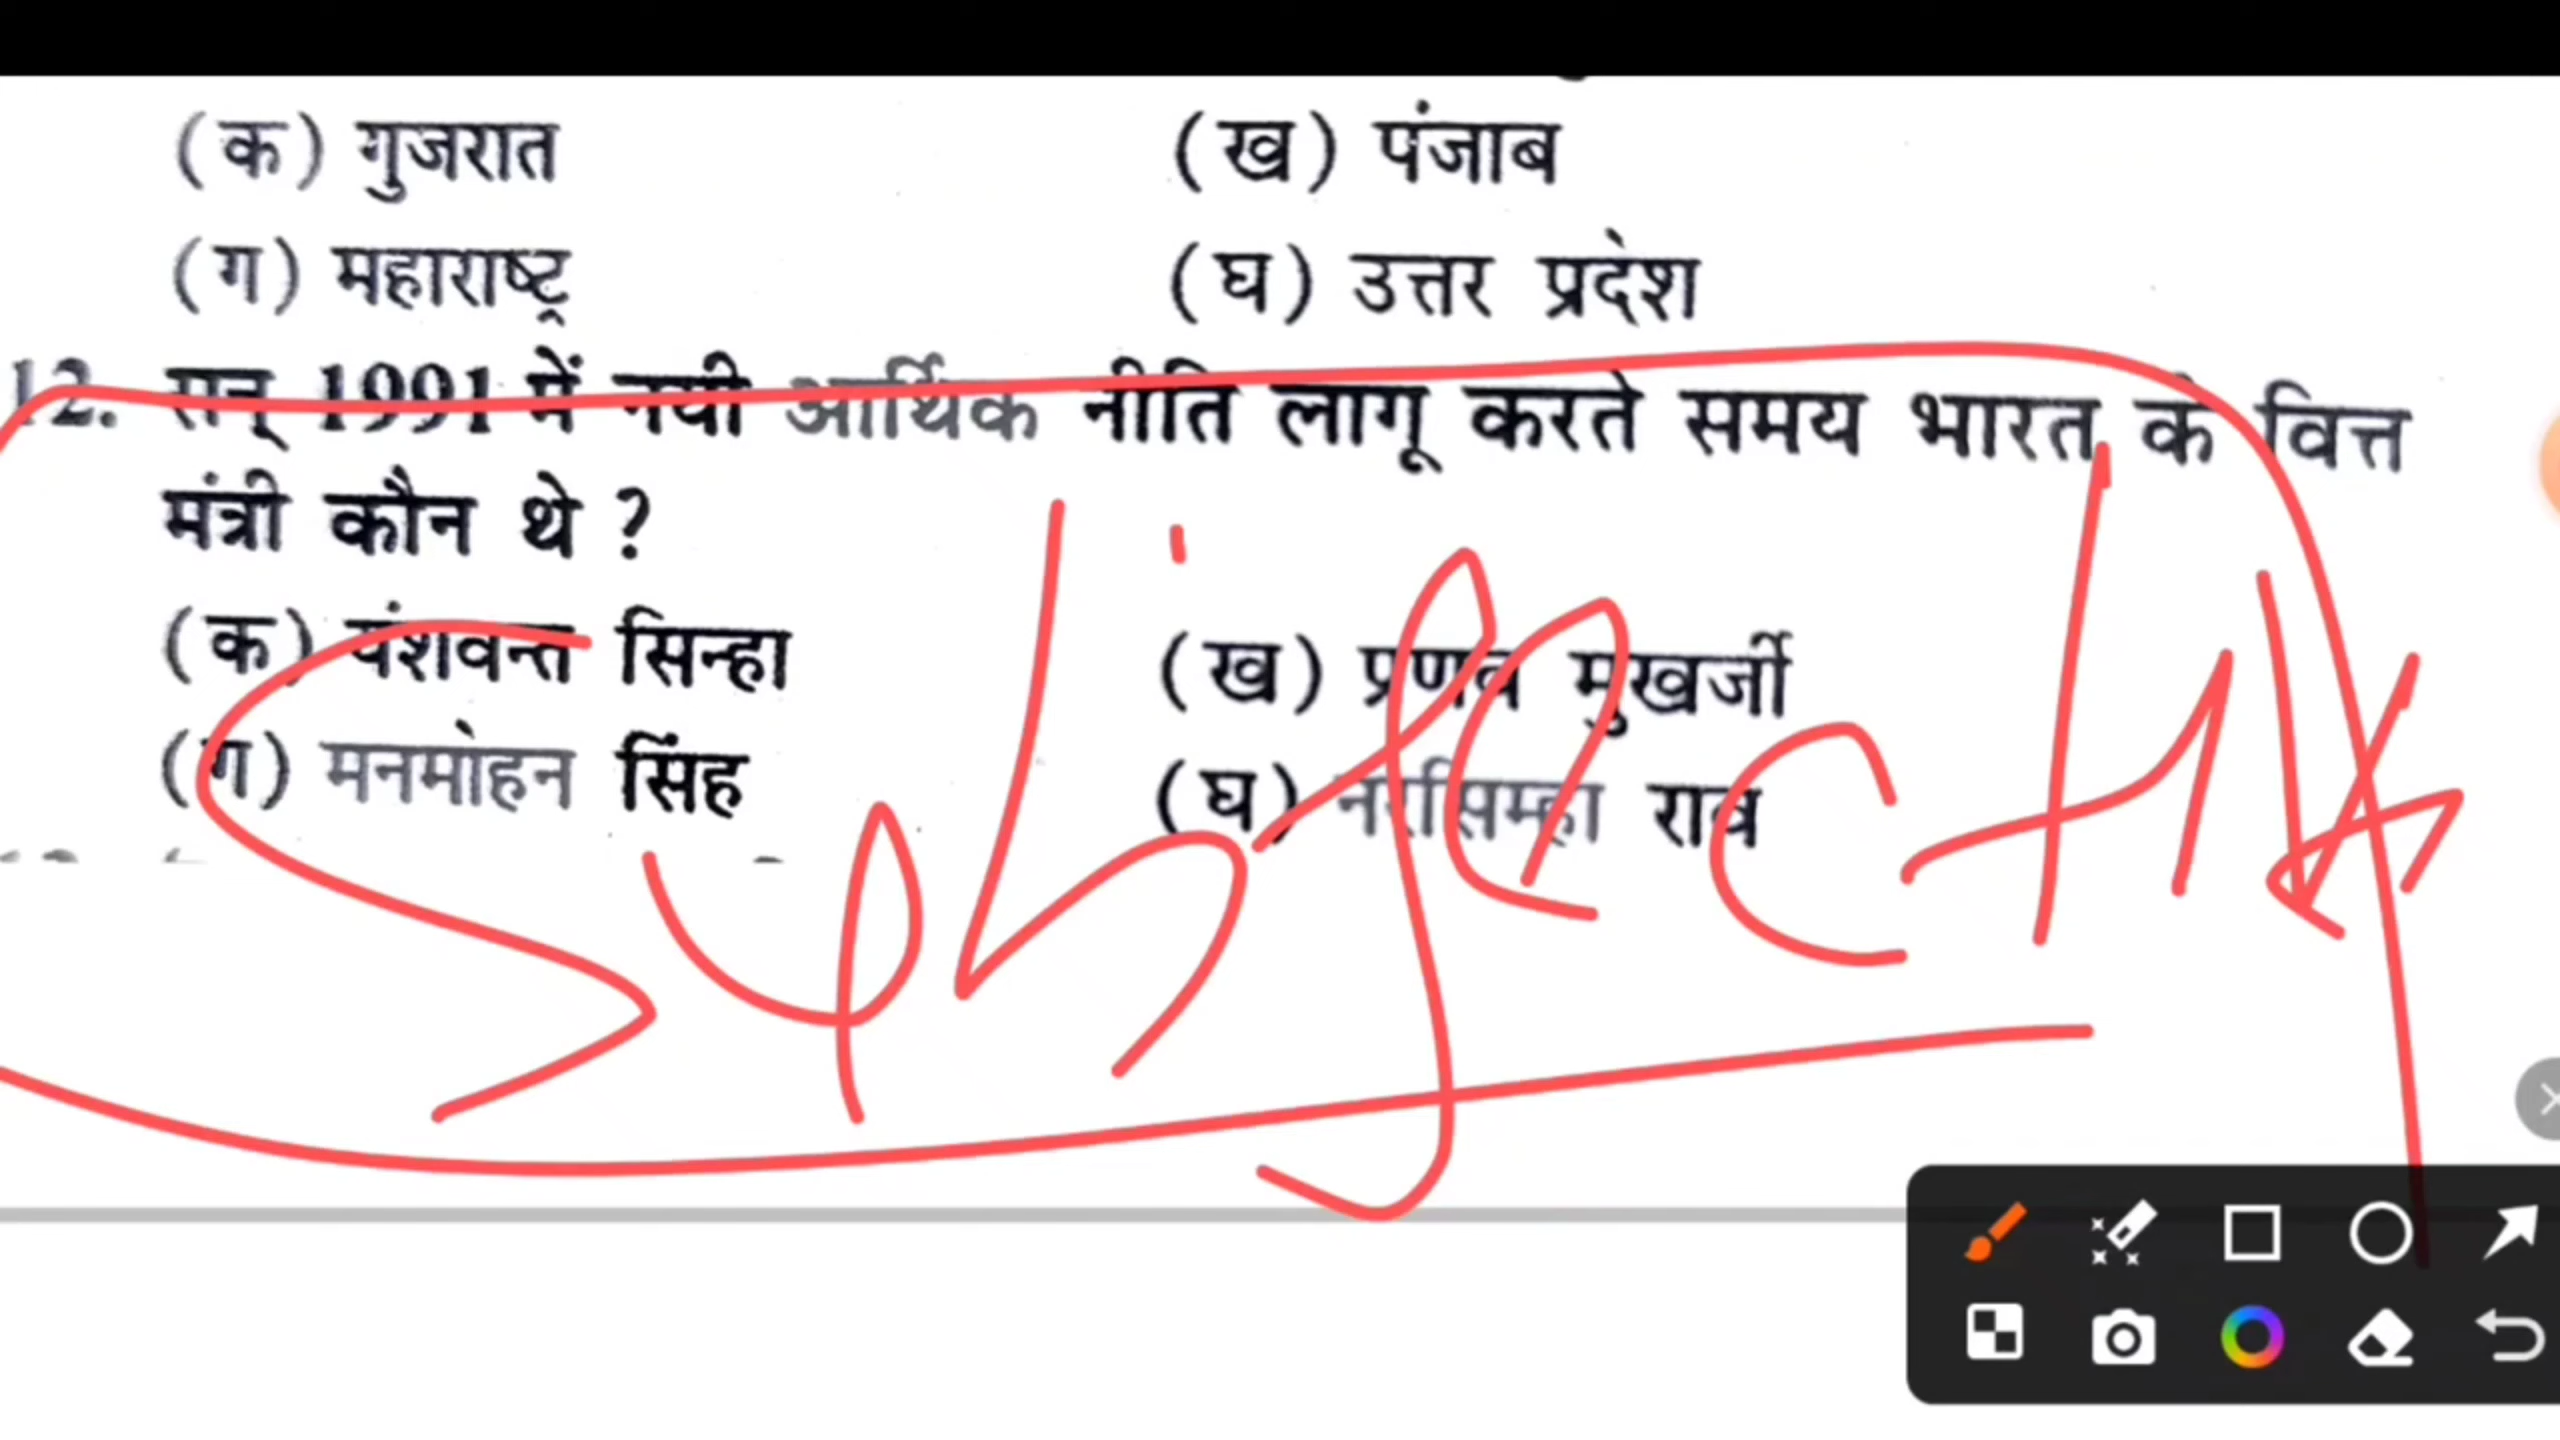 (क) गुजरात (ख) पंजाब
(ग) महाराष्ट्र (घ) उत्तर प्रदेश
12. सन् 1991 में नयी आर्थिक नीति लागू करते समय भारत के वित्त
मंत्री कौन थे ?
(क) यशवन्त सिन्हा (ख) प्रणव मुखर्जी
(ग) मनमोहन सिंह (घ) नरसिम्हा राव